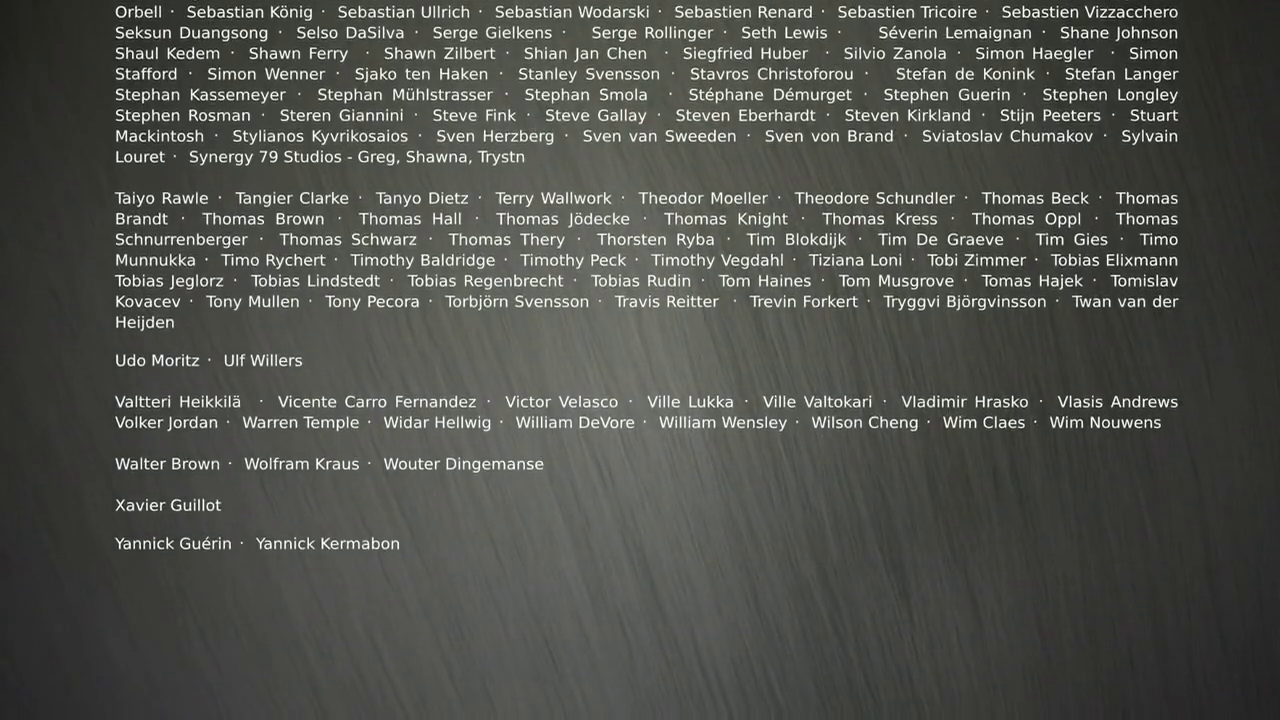 Orbell · Sebastian König · Sebastian Ullrich · Sebastian Wodarski · Sebastien Renard · Sebastien Tricoire · Sebastien Vizzacchero
Seksun Duangsong · Selso DaSilva · Serge Gielkens · Serge Rollinger · Seth Lewis · Séverin Lemaignan · Shane Johnson
Shaul Kedem · Shawn Ferry · Shawn Zilbert · Shian Jan Chen · Siegfried Huber · Silvio Zanola · Simon Haegler · Simon
Stafford · Simon Wenner · Sjako ten Haken · Stanley Svensson · Stavros Christoforou · Stefan de Konink · Stefan Langer
Stephan Kassemeyer · Stephan Mühlstrasser · Stephan Smola · Stéphane Démurget · Stephen Guerin · Stephen Longley
Stephen Rosman · Steren Giannini · Steve Fink · Steve Gallay · Steven Eberhardt · Steven Kirkland · Stijn Peeters · Stuart
Mackintosh · Stylianos Kyvrikosaios · Sven Herzberg · Sven van Sweeden · Sven von Brand · Sviatoslav Chumakov · Sylvain
Louret · Synergy 79 Studios - Greg, Shawna, Trystn
Taiyo Rawle · Tangier Clarke · Tanyo Dietz · Terry Wallwork · Theodor Moeller · Theodore Schundler · Thomas Beck · Thomas
Brandt · Thomas Brown · Thomas Hall · Thomas Jödecke · Thomas Knight · Thomas Kress · Thomas Oppl · Thomas
Schnurrenberger · Thomas Schwarz · Thomas Thery · Thorsten Ryba · Tim Blokdijk · Tim De Graeve · Tim Gies · Timo
Munnukka · Timo Rychert · Timothy Baldridge · Timothy Peck · Timothy Vegdahl · Tiziana Loni · Tobi Zimmer · Tobias Elixmann
Tobias Jeglorz · Tobias Lindstedt · Tobias Regenbrecht · Tobias Rudin · Tom Haines · Tom Musgrove · Tomas Hajek · Tomislav
Kovacev · Tony Mullen · Tony Pecora · Torbjörn Svensson · Travis Reitter · Trevin Forkert · Tryggvi Björgvinsson · Twan van der
Heijden
Udo Moritz · Ulf Willers
Valtteri Heikkilä · Vicente Carro Fernandez · Victor Velasco · Ville Lukka · Ville Valtokari · Vladimir Hrasko · Vlasis Andrews
Volker Jordan · Warren Temple · Widar Hellwig · William DeVore · William Wensley · Wilson Cheng · Wim Claes · Wim Nouwens
Walter Brown · Wolfram Kraus · Wouter Dingemanse
Xavier Guillot
Yannick Guérin · Yannick Kermabon